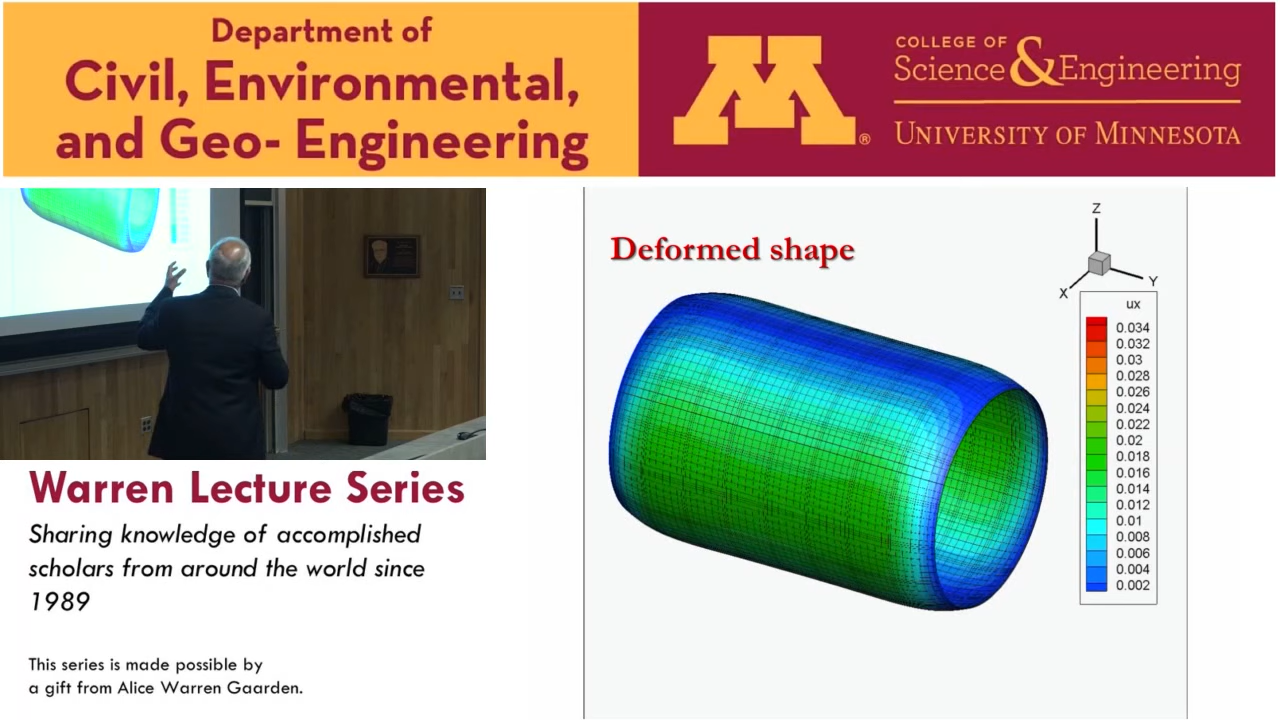 Department of
Civil, Environmental,
and Geo- Engineering
M®
COLLEGE OF
Science & Engineering
UNIVERSITY OF MINNESOTA
Warren Lecture Series
Sharing knowledge of accomplished
scholars from around the world since
1989
This series is made possible by
a gift from Alice Warren Gaarden.
Deformed shape
Z
X
Y
ux
0.034
0.032
0.03
0.028
0.026
0.024
0.022
0.02
0.018
0.016
0.014
0.012
0.01
0.008
0.006
0.004
0.002